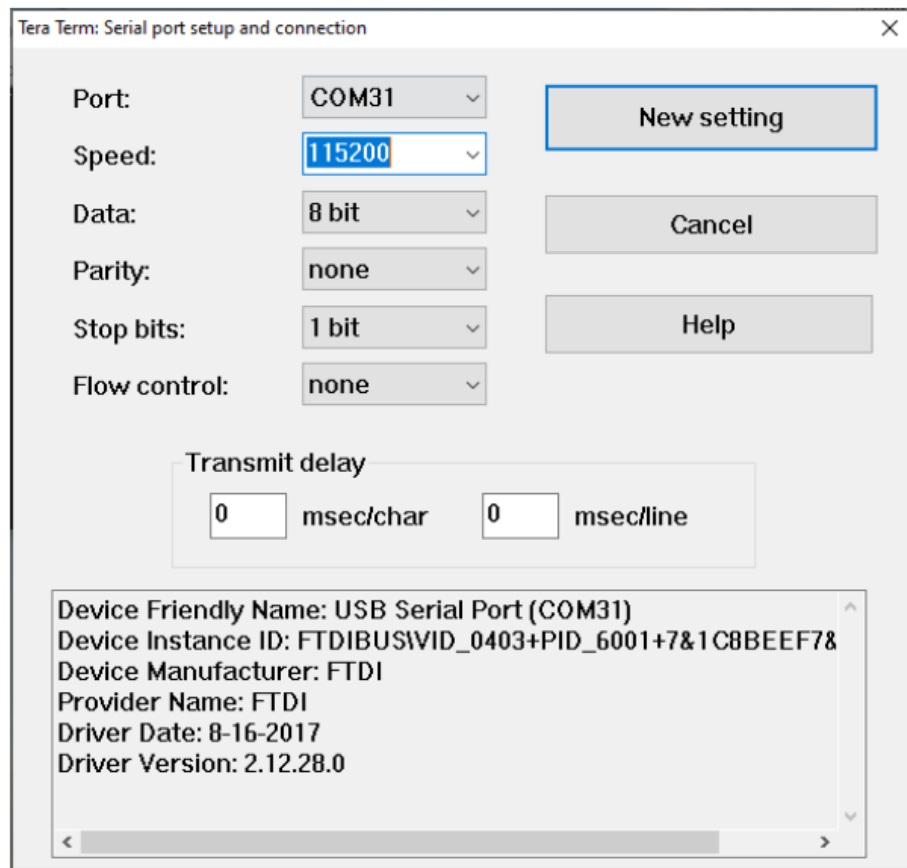 Tera Term: Serial port setup and connection
Port: COM31
New setting
Speed: 115200
Data: 8 bit
Cancel
Parity: none
Stop bits: 1 bit
Help
Flow control: none
Transmit delay
0 msec/char 0 msec/line
Device Friendly Name: USB Serial Port (COM31)
Device Instance ID: FTDIBUS\VID_0403+PID_6001+7&1C8BEEF7&
Device Manufacturer: FTDI
Provider Name: FTDI
Driver Date: 8-16-2017
Driver Version: 2.12.28.0